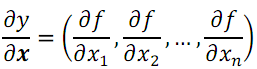 ∂y/∂x = (∂f/∂x₁, ∂f/∂x₂, …, ∂f/∂xₙ)